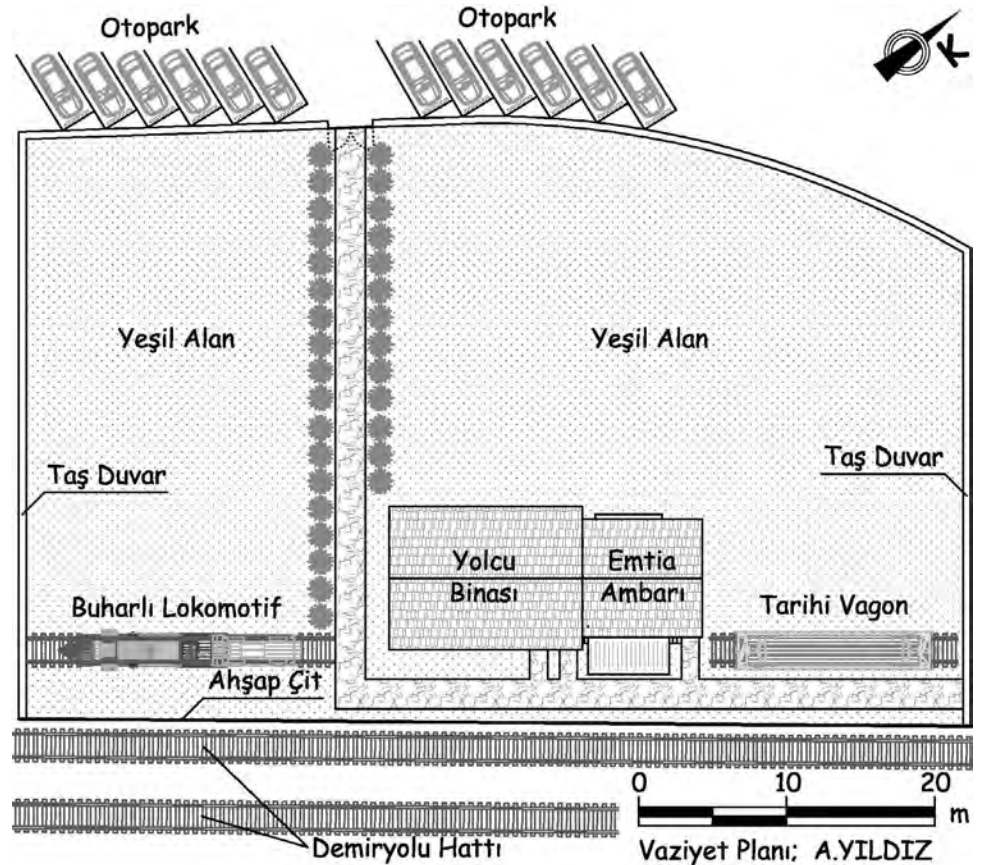 Otopark
Otopark
K
Yeşil Alan
Yeşil Alan
Taş Duvar
Taş Duvar
Yolcu
Binası
Emtia
Ambarı
Buharlı Lokomotif
Tarihi Vagon
Ahşap Çit
0 10 20
m
Demiryolu Hattı
Vaziyet Planı; A.YILDIZ